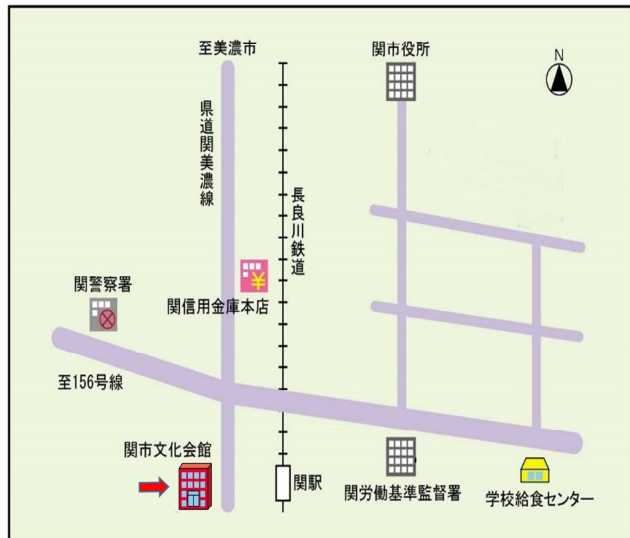 至美濃市
関市役所
N
県道関美濃線
長良川鉄道
関警察署
¥
関信用金庫本店
至156号線
関市文化会館
関駅
関労働基準監督署
学校給食センター